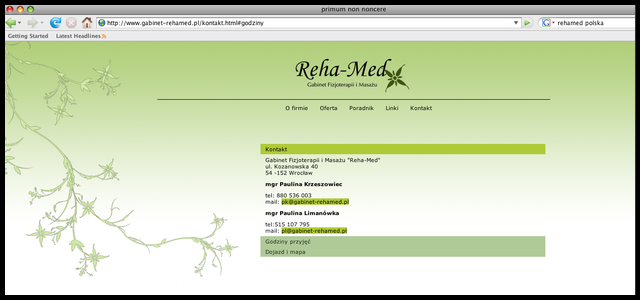 primum non noncere
http://www.gabinet-rehamed.pl/kontakt.html#godziny
rehamed polska
Getting Started Latest Headlines
Reha-Med
Gabinet Fizjoterapii i Masażu
O firmie Oferta Poradnik Linki Kontakt
Kontakt
Gabinet Fizjoterapii i Masażu "Reha-Med"
ul. Kozanowska 40
54 -152 Wrocław
mgr Paulina Krzeszowiec
tel: 880 536 003
mail: pk@gabinet-rehamed.pl
mgr Paulina Limanówka
tel:515 107 795
mail: pl@gabinet-rehamed.pl
Godziny przyjęć
Dojazd i mapa